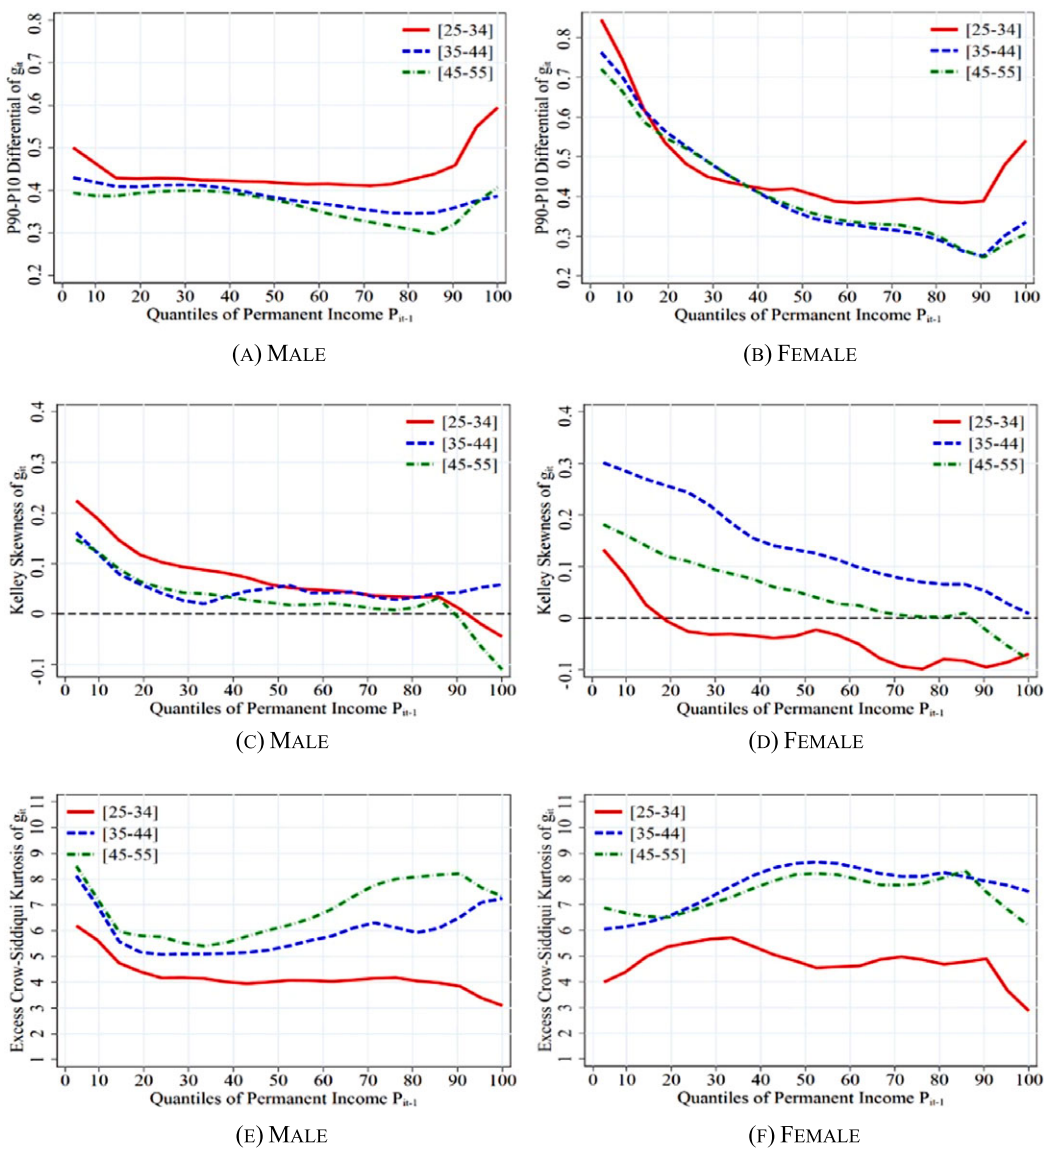 P90-P10 Differential of g_it
0.8
0.7
0.6
0.5
0.4
0.3
0.2
[25-34]
[35-44]
[45-55]
0 10 20 30 40 50 60 70 80 90 100
Quantiles of Permanent Income P_it-1
(A) MALE
P90-P10 Differential of g_it
0.8
0.7
0.6
0.5
0.4
0.3
0.2
[25-34]
[35-44]
[45-55]
0 10 20 30 40 50 60 70 80 90 100
Quantiles of Permanent Income P_it-1
(B) FEMALE
Kelley Skewness of g_it
0.4
0.3
0.2
0.1
0
-0.1
[25-34]
[35-44]
[45-55]
0 10 20 30 40 50 60 70 80 90 100
Quantiles of Permanent Income P_it-1
(C) MALE
Kelley Skewness of g_it
0.4
0.3
0.2
0.1
0
-0.1
[25-34]
[35-44]
[45-55]
0 10 20 30 40 50 60 70 80 90 100
Quantiles of Permanent Income P_it-1
(D) FEMALE
Excess Crow-Siddiqui Kurtosis of g_it
11
10
9
8
7
6
5
4
3
2
1
[25-34]
[35-44]
[45-55]
0 10 20 30 40 50 60 70 80 90 100
Quantiles of Permanent Income P_it-1
(E) MALE
Excess Crow-Siddiqui Kurtosis of g_it
11
10
9
8
7
6
5
4
3
2
1
[25-34]
[35-44]
[45-55]
0 10 20 30 40 50 60 70 80 90 100
Quantiles of Permanent Income P_it-1
(F) FEMALE